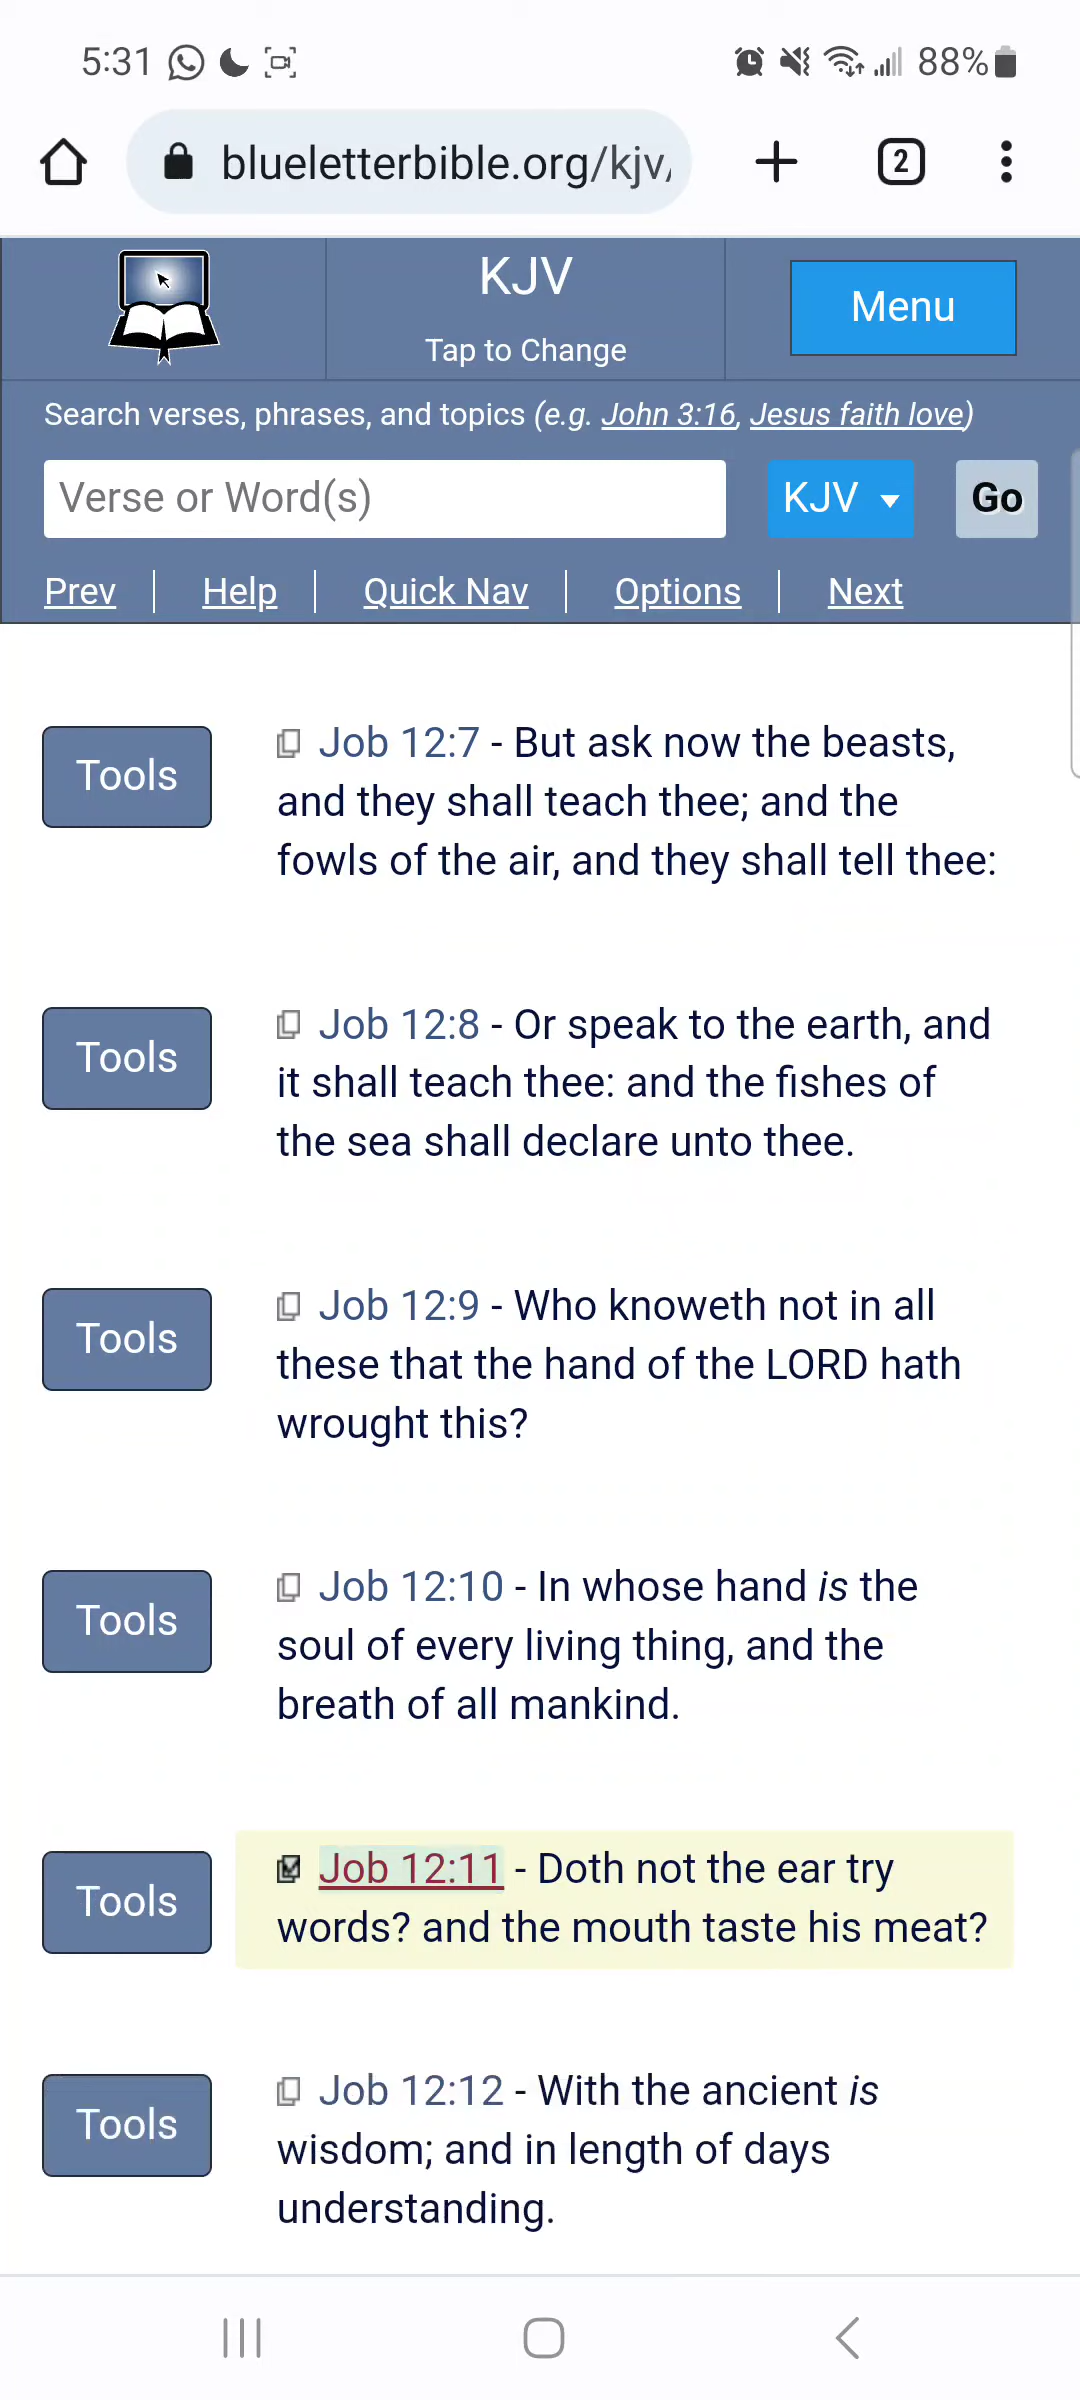 5:31 88%
blueletterbible.org/kjv/ 2
KJV
Tap to Change
Menu
Search verses, phrases, and topics (e.g. John 3:16, Jesus faith love)
Verse or Word(s) KJV Go
Prev Help Quick Nav Options Next
Tools
Job 12:7 - But ask now the beasts,
and they shall teach thee; and the
fowls of the air, and they shall tell thee:
Tools
Job 12:8 - Or speak to the earth, and
it shall teach thee: and the fishes of
the sea shall declare unto thee.
Tools
Job 12:9 - Who knoweth not in all
these that the hand of the LORD hath
wrought this?
Tools
Job 12:10 - In whose hand is the
soul of every living thing, and the
breath of all mankind.
Tools
Job 12:11 - Doth not the ear try
words? and the mouth taste his meat?
Tools
Job 12:12 - With the ancient is
wisdom; and in length of days
understanding.